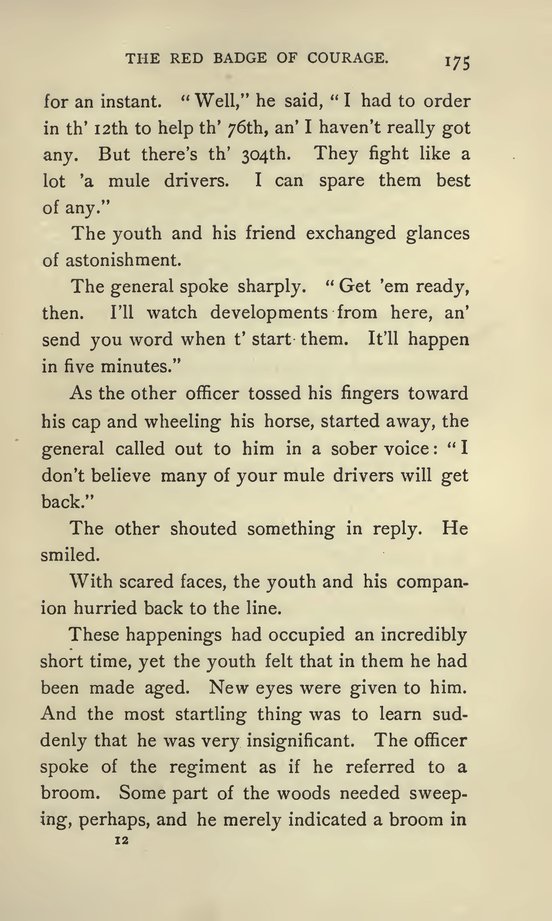 THE RED BADGE OF COURAGE. 175
for an instant. "Well," he said, "I had to order
in th' 12th to help th' 76th, an' I haven't really got
any. But there's th' 304th. They fight like a
lot 'a mule drivers. I can spare them best
of any."
The youth and his friend exchanged glances
of astonishment.
The general spoke sharply. "Get 'em ready,
then. I'll watch developments from here, an'
send you word when t' start them. It'll happen
in five minutes."
As the other officer tossed his fingers toward
his cap and wheeling his horse, started away, the
general called out to him in a sober voice: "I
don't believe many of your mule drivers will get
back."
The other shouted something in reply. He
smiled.
With scared faces, the youth and his compan-
ion hurried back to the line.
These happenings had occupied an incredibly
short time, yet the youth felt that in them he had
been made aged. New eyes were given to him.
And the most startling thing was to learn sud-
denly that he was very insignificant. The officer
spoke of the regiment as if he referred to a
broom. Some part of the woods needed sweep-
ing, perhaps, and he merely indicated a broom in
12